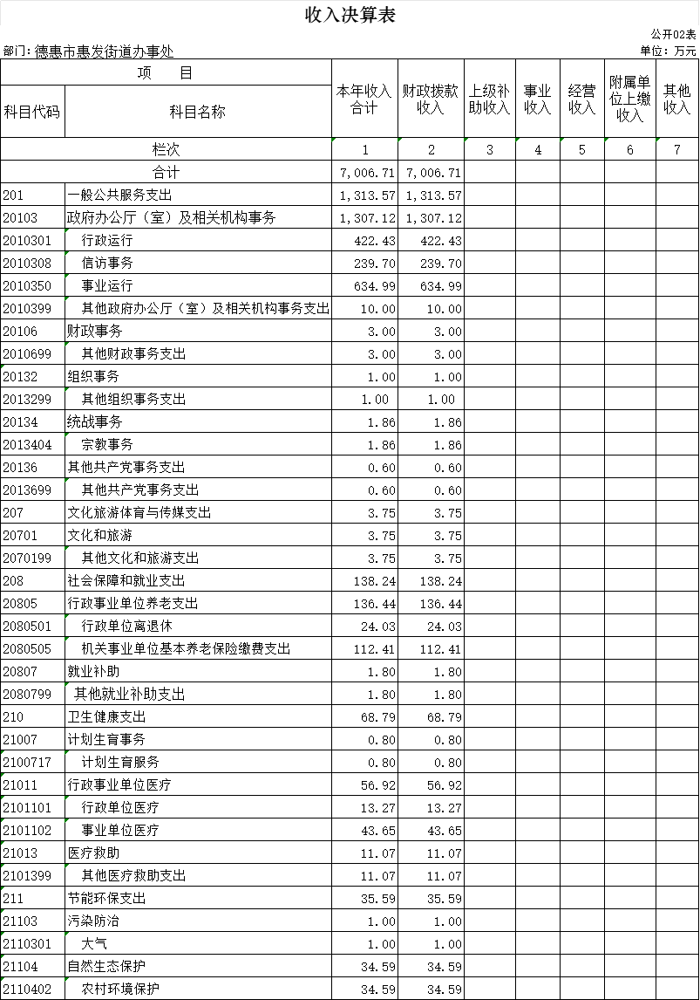 收入决算表
公开02表
部门：德惠市惠发街道办事处 单位：万元
项 目 本年收入合计 财政拨款收入 上级补助收入 事业收入 经营收入 附属单位上缴收入 其他收入
科目代码 科目名称
栏次 1 2 3 4 5 6 7
合计 7,006.71 7,006.71
201 一般公共服务支出 1,313.57 1,313.57
20103 政府办公厅（室）及相关机构事务 1,307.12 1,307.12
2010301 行政运行 422.43 422.43
2010308 信访事务 239.70 239.70
2010350 事业运行 634.99 634.99
2010399 其他政府办公厅（室）及相关机构事务支出 10.00 10.00
20106 财政事务 3.00 3.00
2010699 其他财政事务支出 3.00 3.00
20132 组织事务 1.00 1.00
2013299 其他组织事务支出 1.00 1.00
20134 统战事务 1.86 1.86
2013404 宗教事务 1.86 1.86
20136 其他共产党事务支出 0.60 0.60
2013699 其他共产党事务支出 0.60 0.60
207 文化旅游体育与传媒支出 3.75 3.75
20701 文化和旅游 3.75 3.75
2070199 其他文化和旅游支出 3.75 3.75
208 社会保障和就业支出 138.24 138.24
20805 行政事业单位养老支出 136.44 136.44
2080501 行政单位离退休 24.03 24.03
2080505 机关事业单位基本养老保险缴费支出 112.41 112.41
20807 就业补助 1.80 1.80
2080799 其他就业补助支出 1.80 1.80
210 卫生健康支出 68.79 68.79
21007 计划生育事务 0.80 0.80
2100717 计划生育服务 0.80 0.80
21011 行政事业单位医疗 56.92 56.92
2101101 行政单位医疗 13.27 13.27
2101102 事业单位医疗 43.65 43.65
21013 医疗救助 11.07 11.07
2101399 其他医疗救助支出 11.07 11.07
211 节能环保支出 35.59 35.59
21103 污染防治 1.00 1.00
2110301 大气 1.00 1.00
21104 自然生态保护 34.59 34.59
2110402 农村环境保护 34.59 34.59